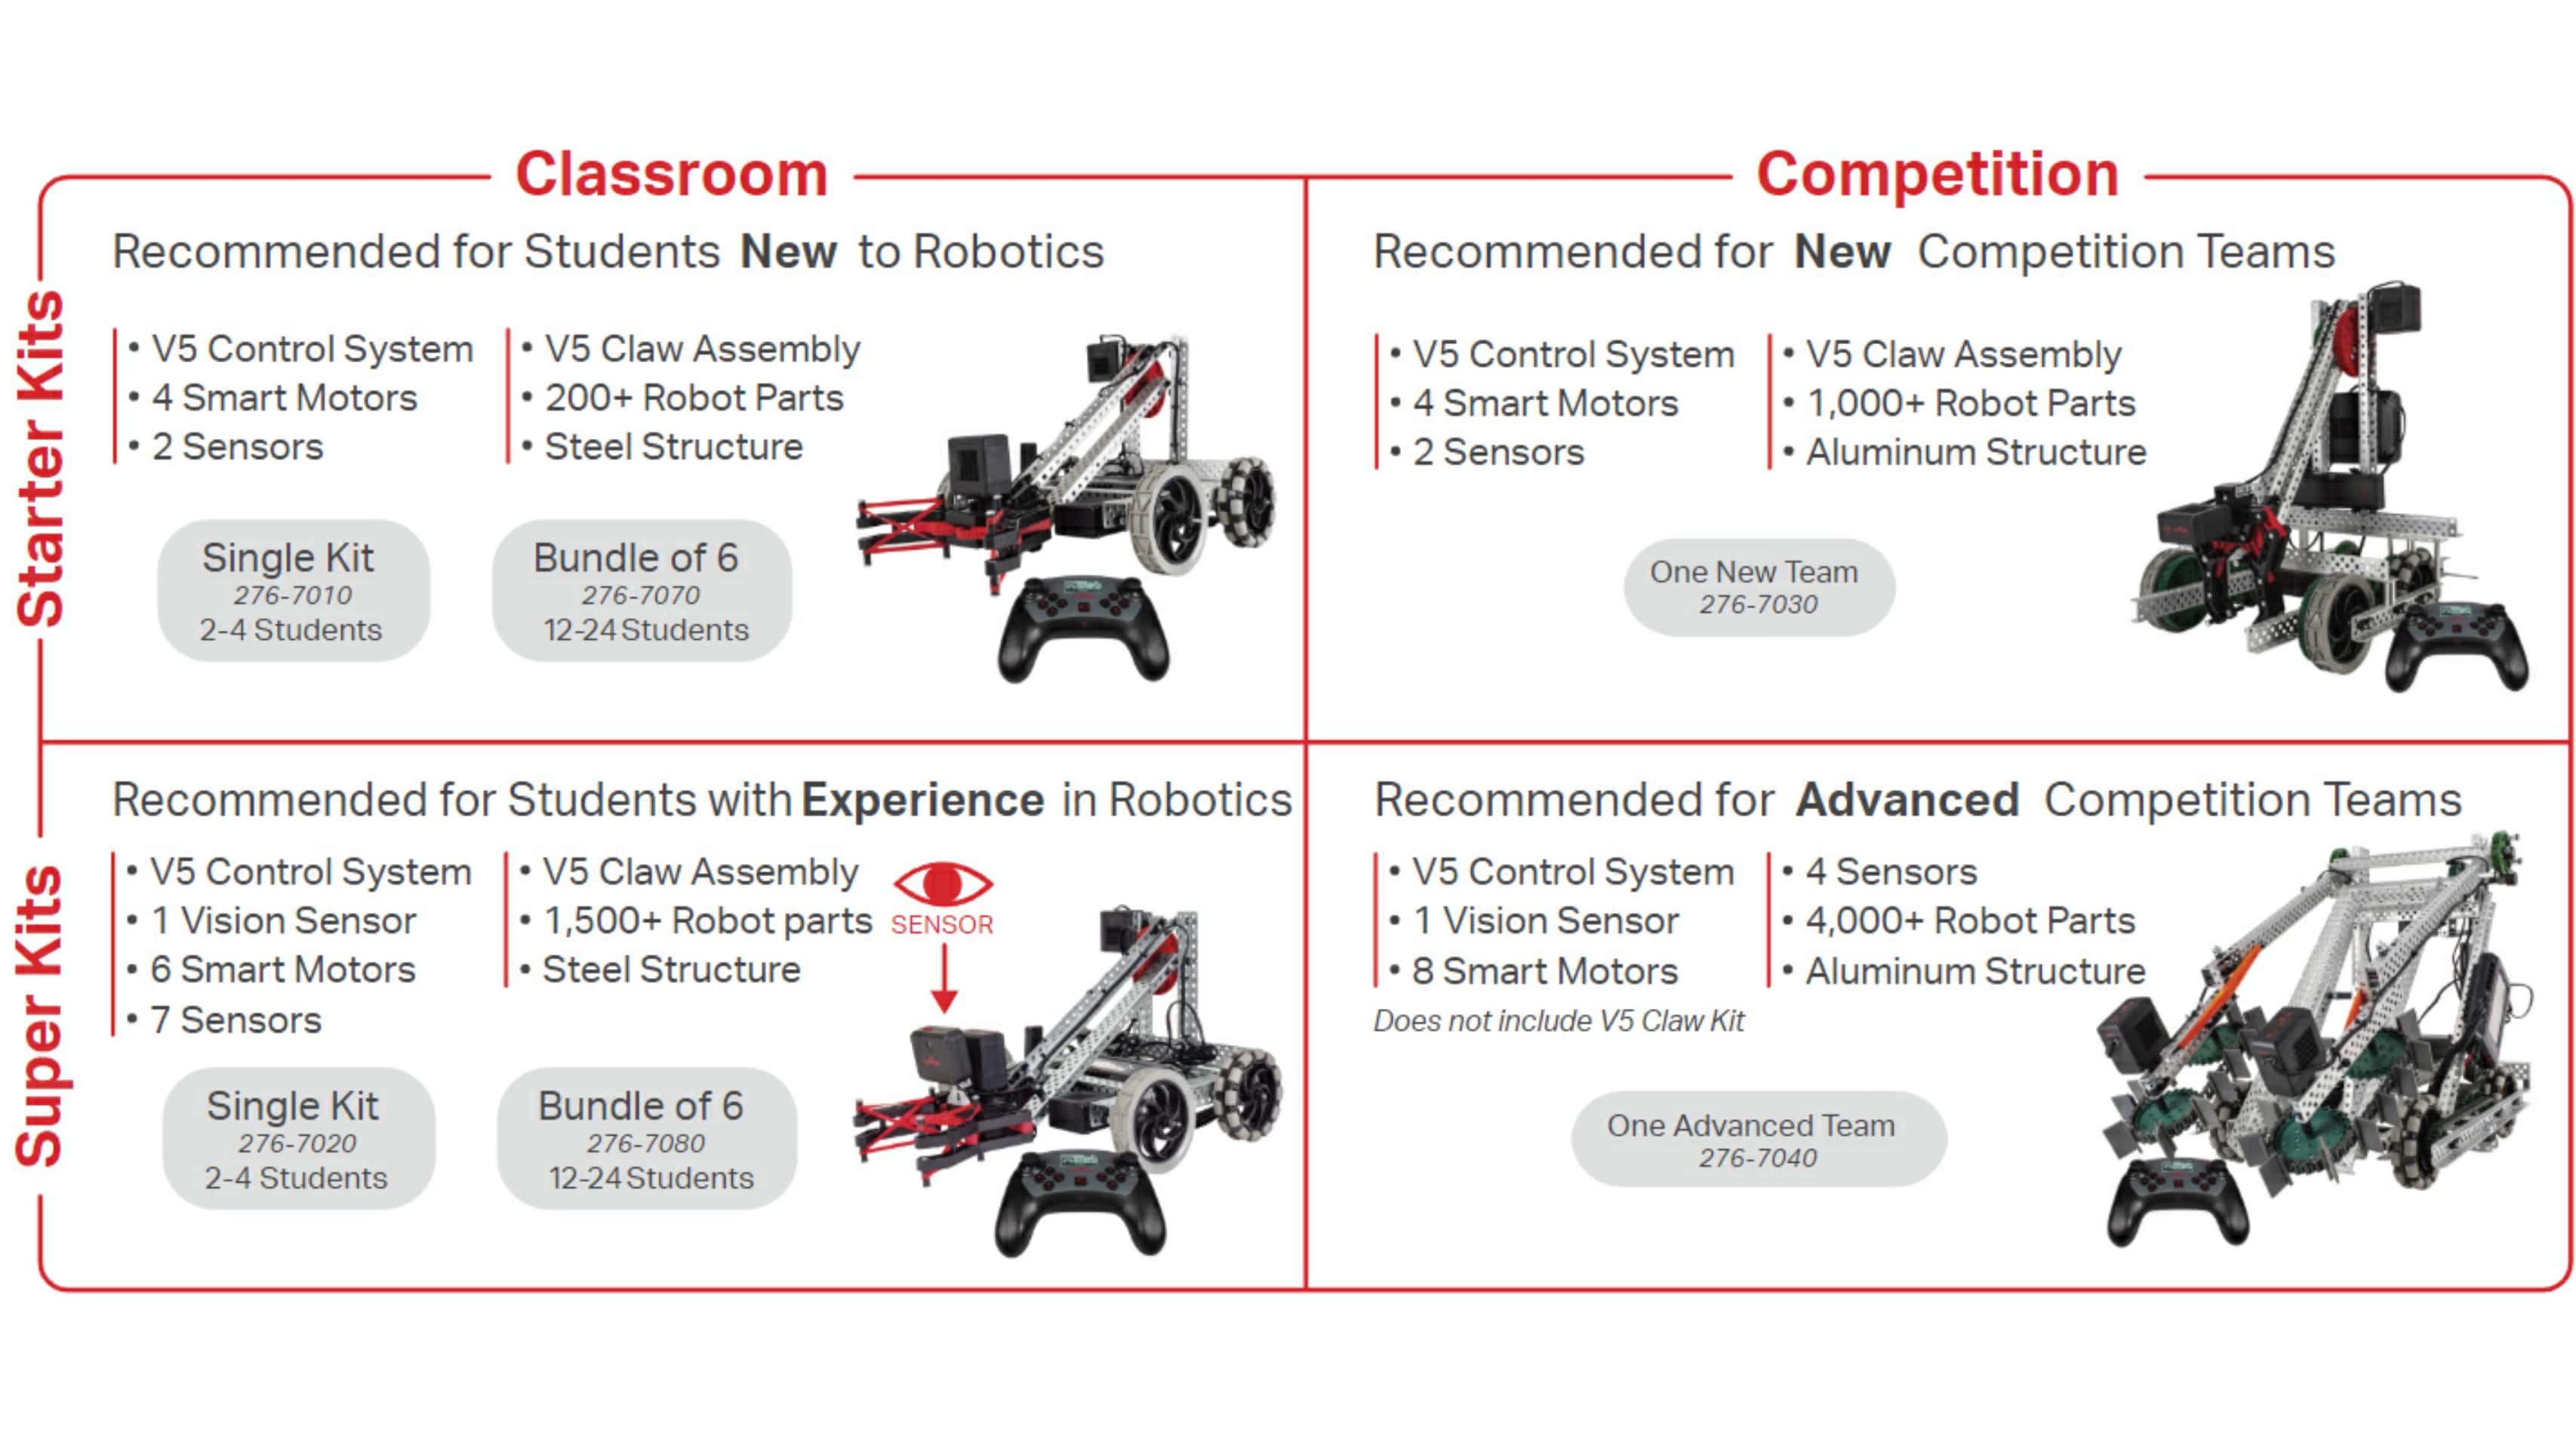 Classroom
Competition
Starter Kits
Recommended for Students New to Robotics
• V5 Control System
• 4 Smart Motors
• 2 Sensors
• V5 Claw Assembly
• 200+ Robot Parts
• Steel Structure
Single Kit
276-7010
2-4 Students
Bundle of 6
276-7070
12-24 Students
Recommended for New Competition Teams
• V5 Control System
• 4 Smart Motors
• 2 Sensors
• V5 Claw Assembly
• 1,000+ Robot Parts
• Aluminum Structure
One New Team
276-7030
Super Kits
Recommended for Students with Experience in Robotics
• V5 Control System
• 1 Vision Sensor
• 6 Smart Motors
• 7 Sensors
• V5 Claw Assembly
• 1,500+ Robot parts
• Steel Structure
SENSOR
Single Kit
276-7020
2-4 Students
Bundle of 6
276-7080
12-24 Students
Recommended for Advanced Competition Teams
• V5 Control System
• 1 Vision Sensor
• 8 Smart Motors
• 4 Sensors
• 4,000+ Robot Parts
• Aluminum Structure
Does not include V5 Claw Kit
One Advanced Team
276-7040